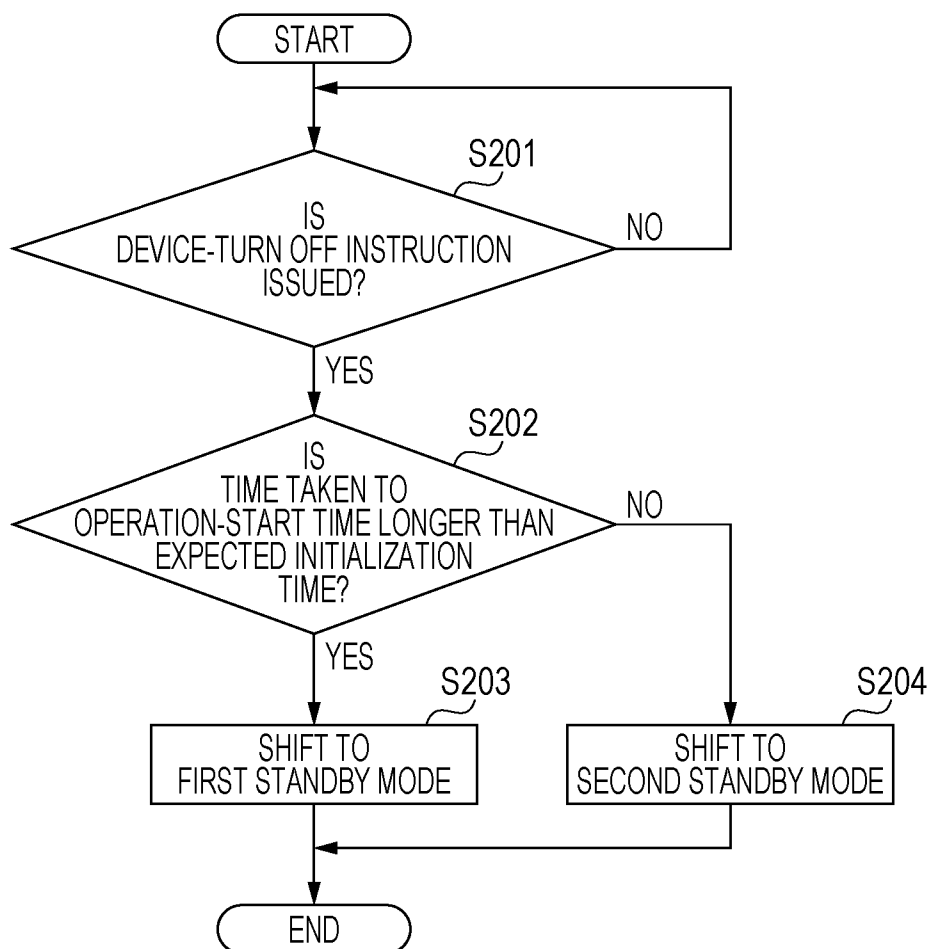 START
S201
IS
DEVICE-TURN OFF INSTRUCTION
ISSUED?
NO
YES
S202
IS
TIME TAKEN TO
OPERATION-START TIME LONGER THAN
EXPECTED INITIALIZATION
TIME?
NO
YES
S203
SHIFT TO
FIRST STANDBY MODE
S204
SHIFT TO
SECOND STANDBY MODE
END